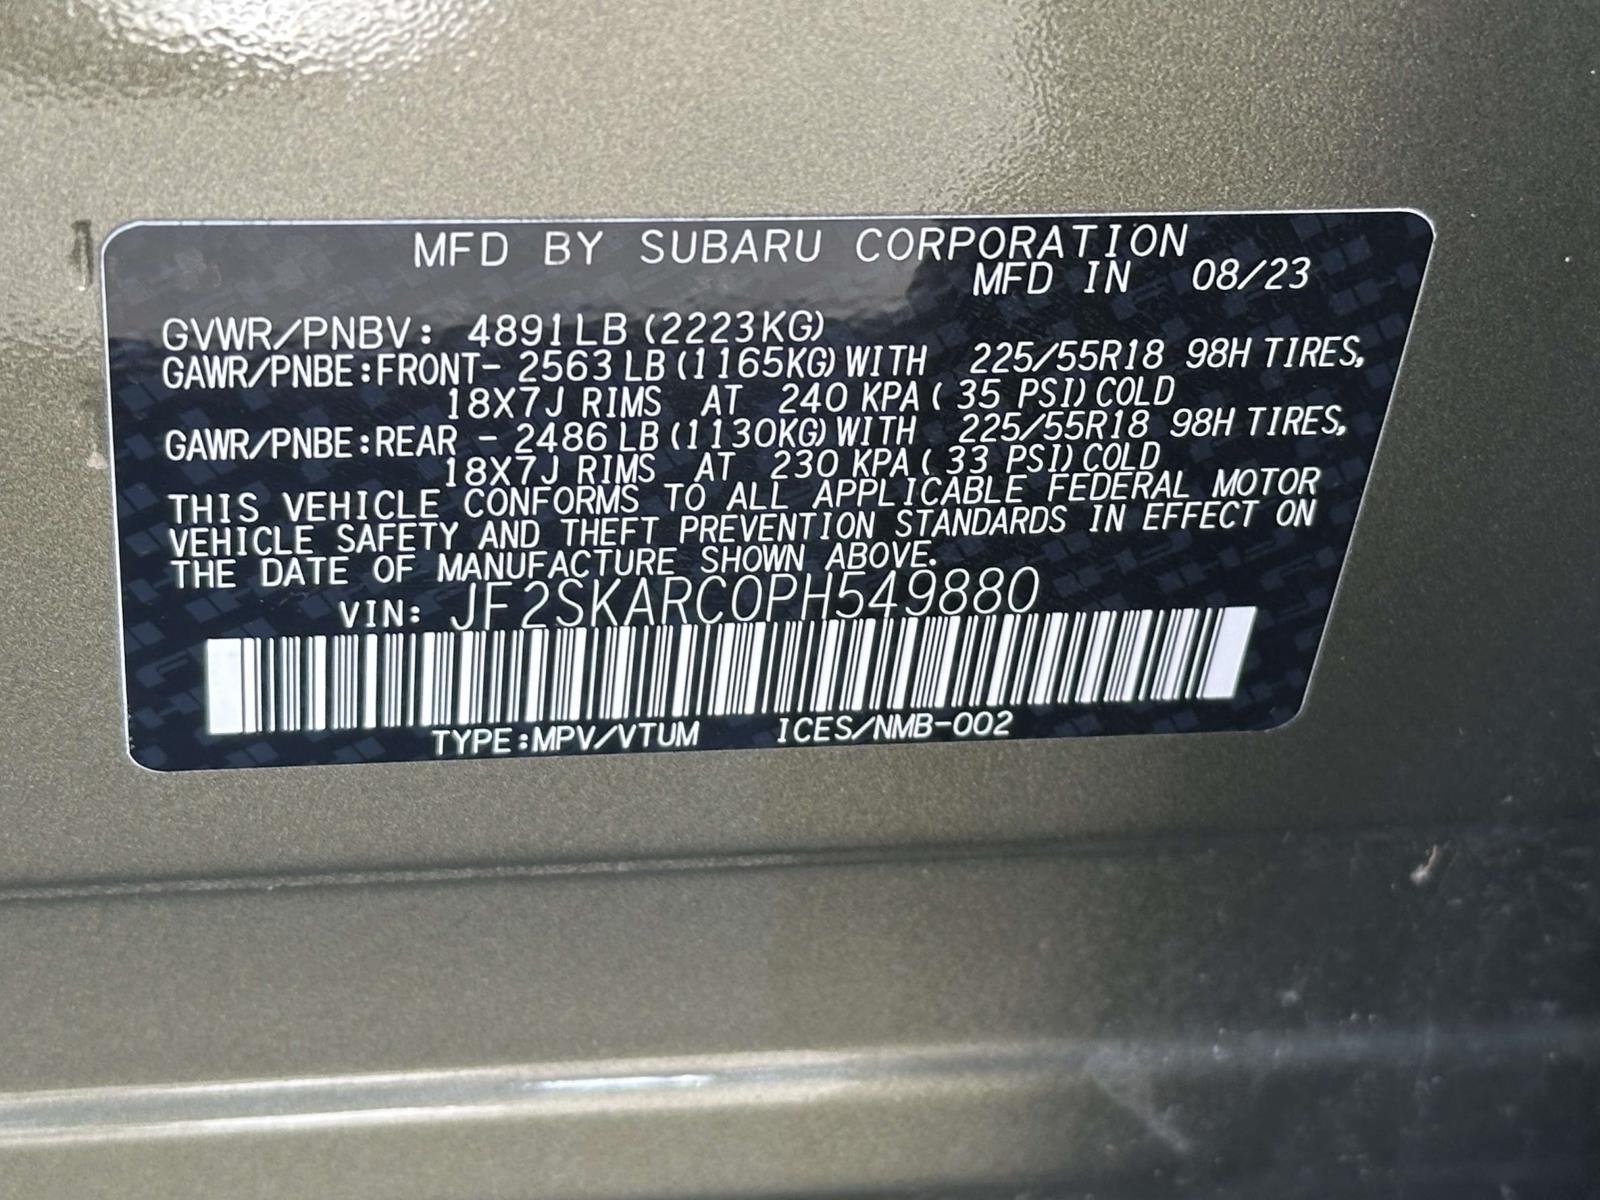 MFD BY SUBARU CORPORATION
MFD IN 08/23
GVWR/PNBV: 4891LB (2223KG)
GAWR/PNBE:FRONT- 2563LB (1165KG) WITH 225/55R18 98H TIRES,
18X7J RIMS AT 240 KPA ( 35 PSI) COLD
GAWR/PNBE:REAR - 2486LB (1130KG) WITH 225/55R18 98H TIRES,
18X7J RIMS AT 230 KPA ( 33 PSI) COLD
THIS VEHICLE CONFORMS TO ALL APPLICABLE FEDERAL MOTOR
VEHICLE SAFETY AND THEFT PREVENTION STANDARDS IN EFFECT ON
THE DATE OF MANUFACTURE SHOWN ABOVE.
VIN: JF2SKARC0PH549880
TYPE:MPV/VTUM ICES/NMB-002